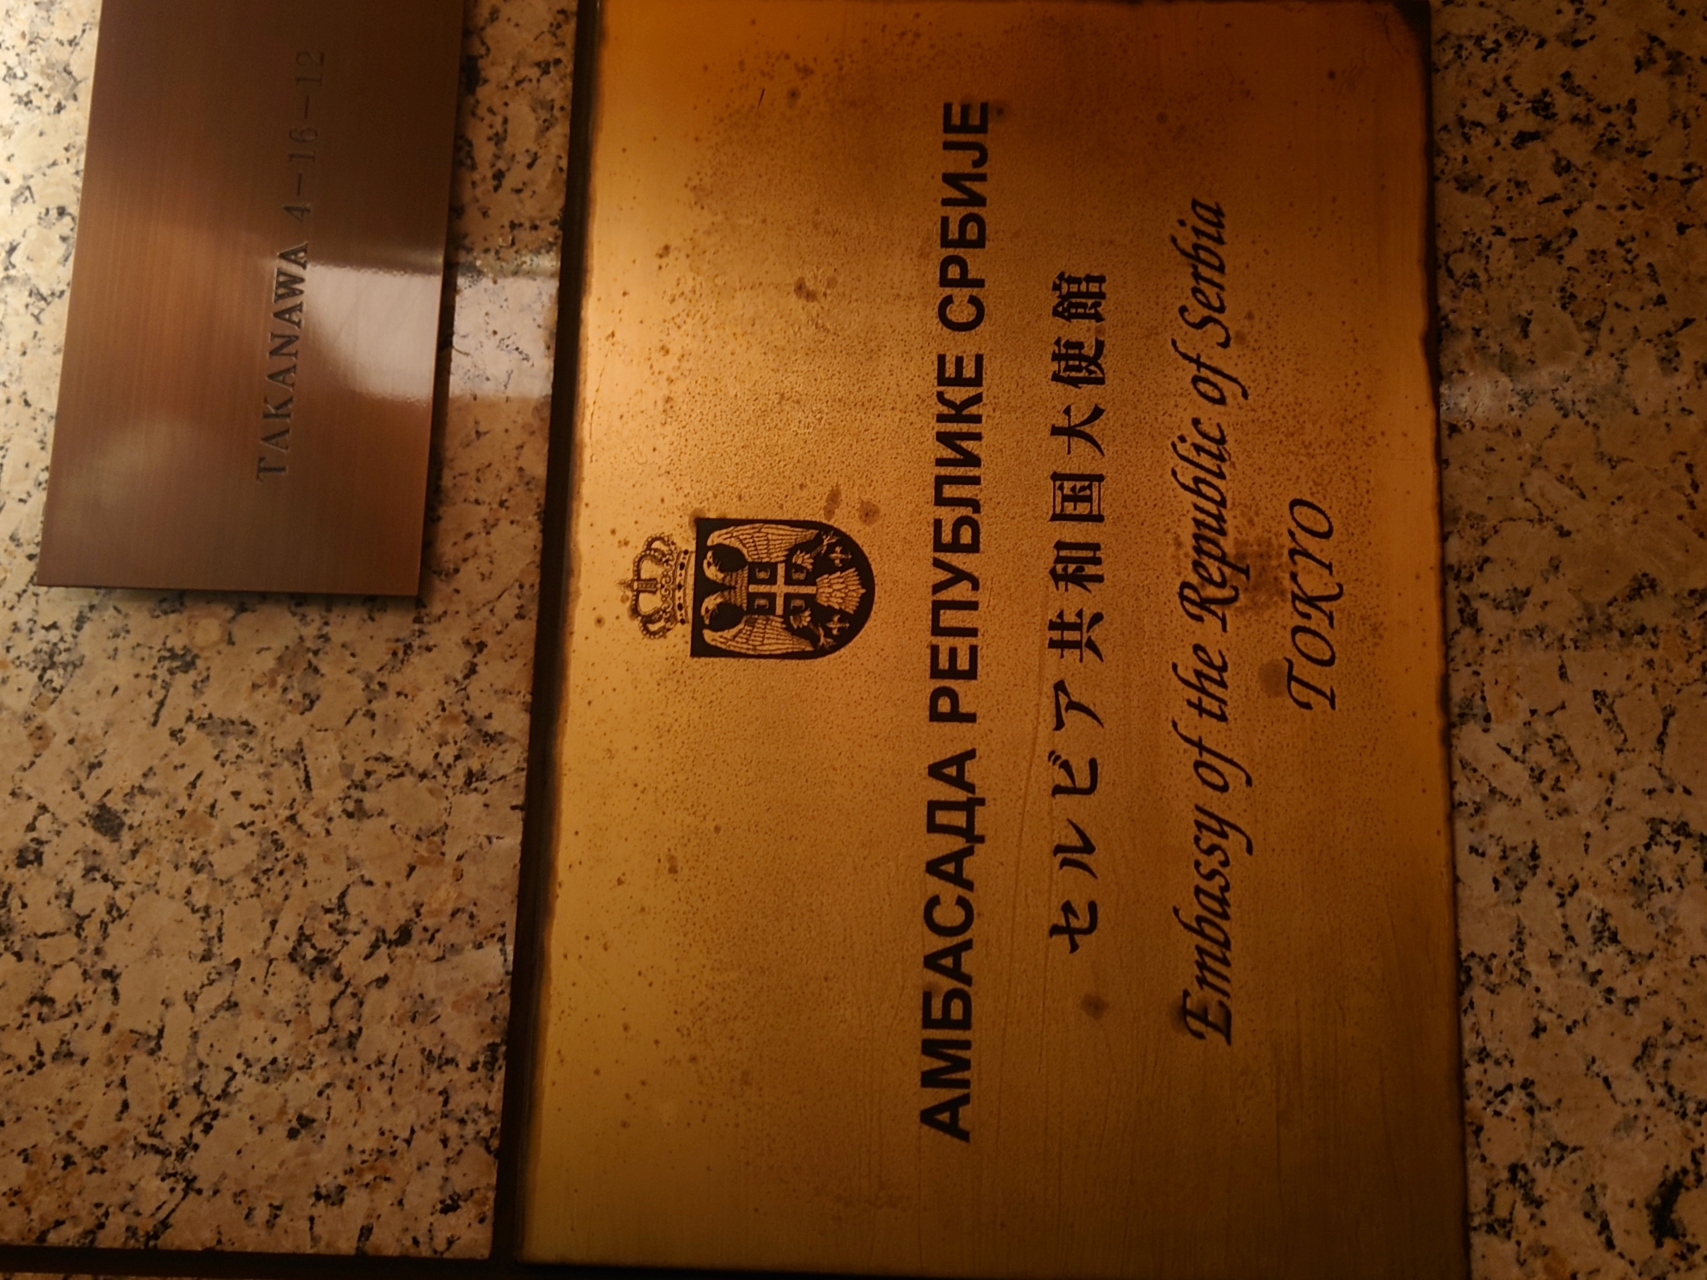 TAKANAWA 4-16-12
АМБАСАДА РЕПУБЛИКЕ СРБИЈЕ
セルビア共和国大使館
Embassy of the Republic of Serbia
TOKYO